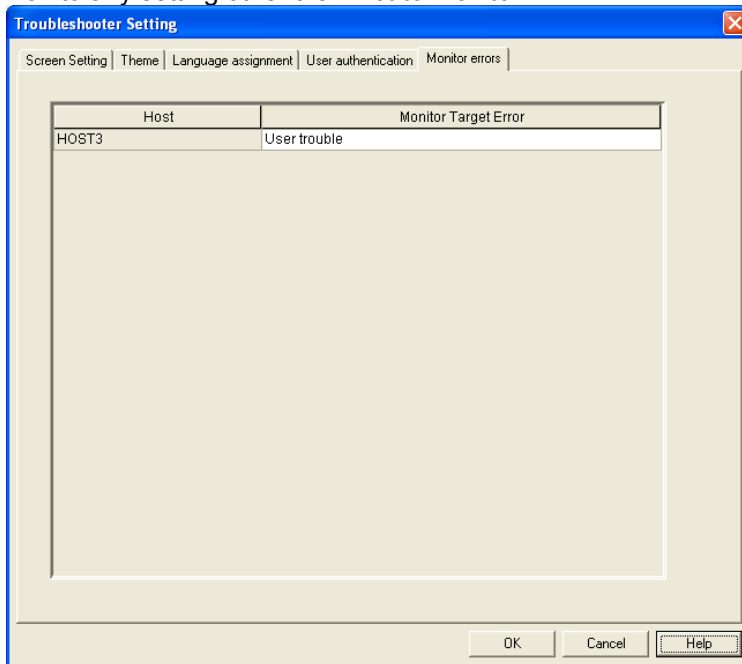 Troubleshooter Setting
Screen Setting Theme Language assignment User authentication Monitor errors
Host Monitor Target Error
HOST3 User trouble
OK Cancel Help